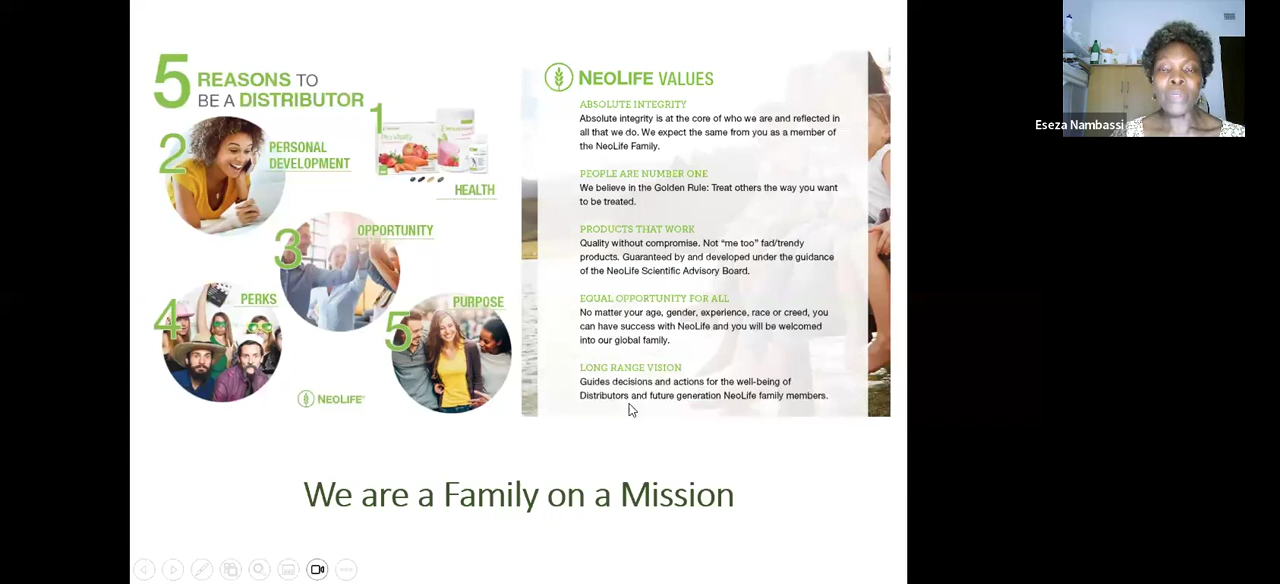 5 REASONS TO
BE A DISTRIBUTOR
1
HEALTH
2
PERSONAL
DEVELOPMENT
3
OPPORTUNITY
4
PERKS
5
PURPOSE
NEOLIFE
NEOLIFE VALUES
ABSOLUTE INTEGRITY
Absolute integrity is at the core of who we are and reflected in
all that we do. We expect the same from you as a member of
the NeoLife Family.
PEOPLE ARE NUMBER ONE
We believe in the Golden Rule: Treat others the way you want
to be treated.
PRODUCTS THAT WORK
Quality without compromise. Not “me too” fad/trendy
products. Guaranteed by and developed under the guidance
of the NeoLife Scientific Advisory Board.
EQUAL OPPORTUNITY FOR ALL
No matter your age, gender, experience, race or creed, you
can have success with NeoLife and you will be welcomed
into our global family.
LONG RANGE VISION
Guides decisions and actions for the well-being of
Distributors and future generation NeoLife family members.
We are a Family on a Mission
Eseza Nambassi